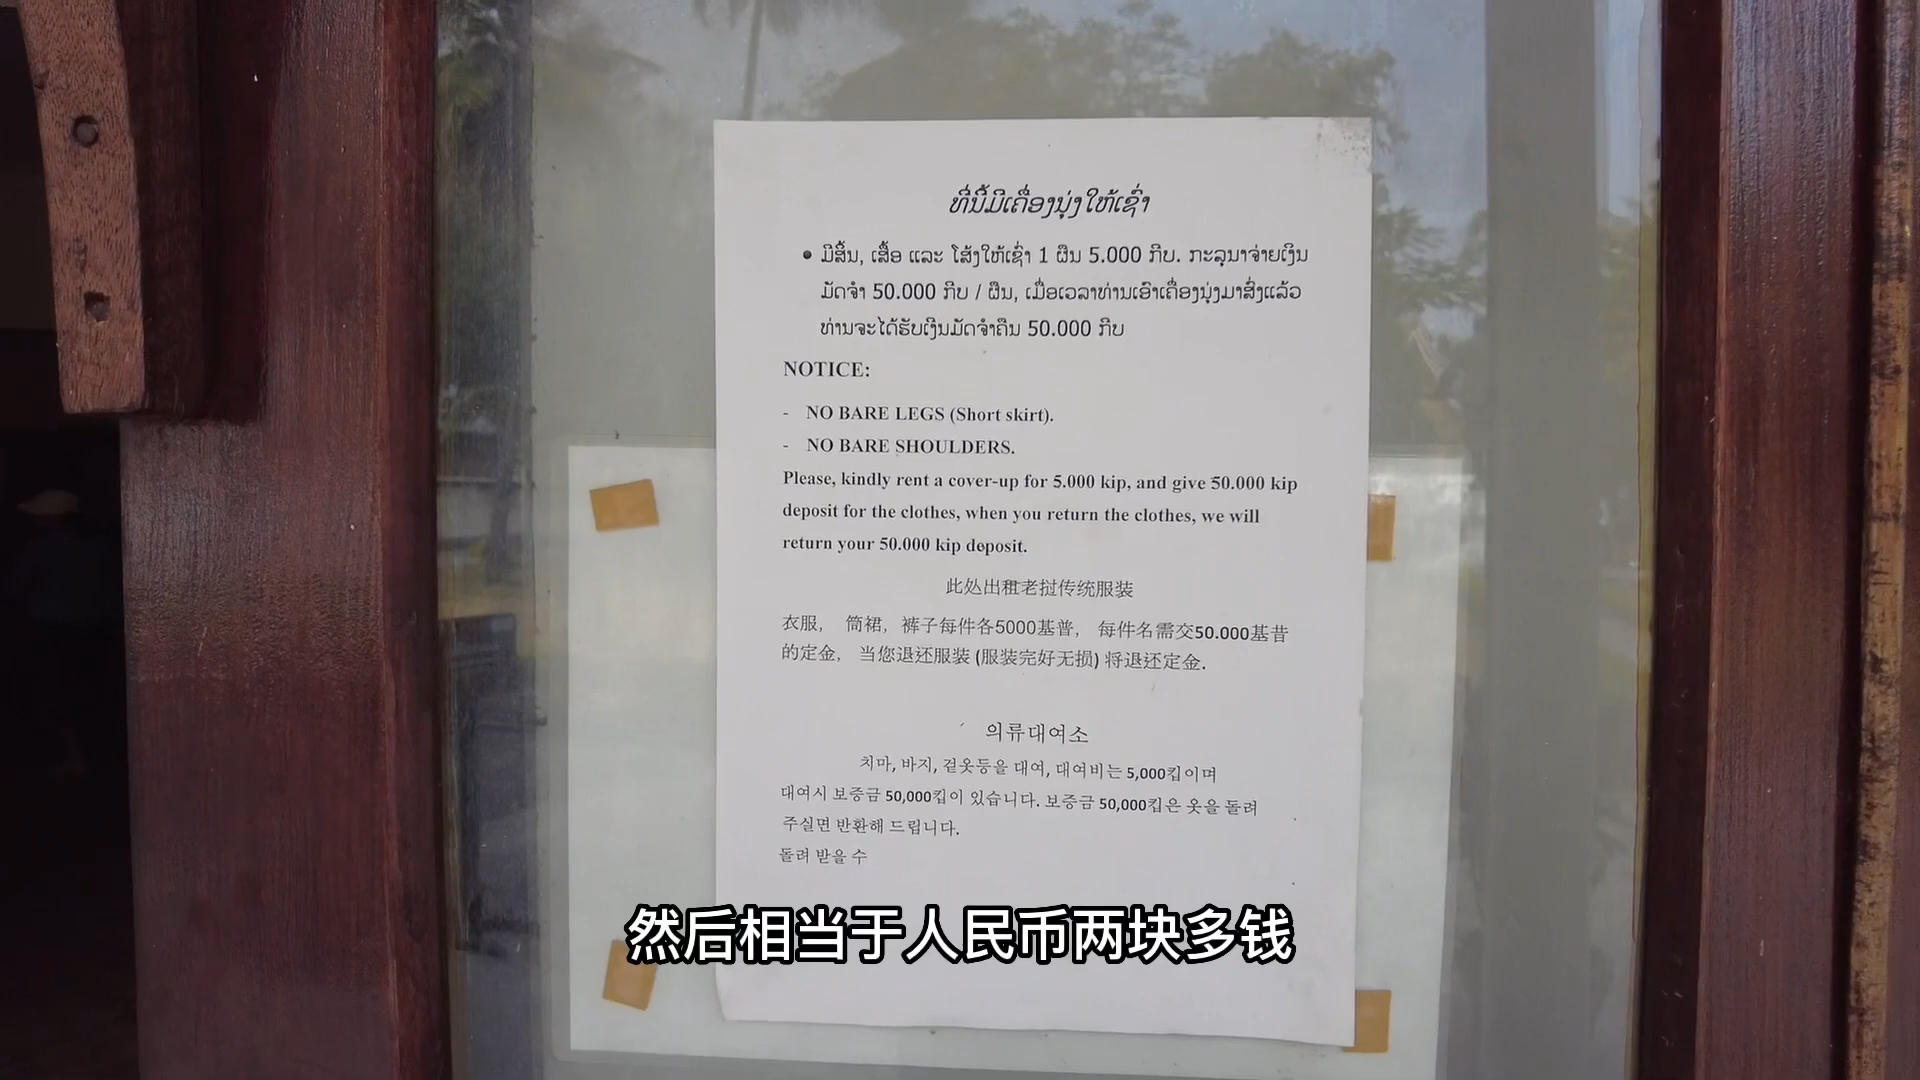 ທີ່ນີ້ມີເຄື່ອງນຸ່ງໃຫ້ເຊົ່າ
• ມີສິ້ນ, ເສື້ອ ແລະ ໂສ້ງໃຫ້ເຊົ່າ 1 ຜືນ 5.000 ກີບ. ກະລຸນາຈ່າຍເງິນ
ມັດຈຳ 50.000 ກີບ / ຜືນ, ເມື່ອເວລາທ່ານເອົາເຄື່ອງນຸ່ງມາສົ່ງແລ້ວ
ທ່ານຈະໄດ້ຮັບເງິນມັດຈຳຄືນ 50.000 ກີບ
NOTICE:
- NO BARE LEGS (Short skirt).
- NO BARE SHOULDERS.
Please, kindly rent a cover-up for 5.000 kip, and give 50.000 kip
deposit for the clothes, when you return the clothes, we will
return your 50.000 kip deposit.
此处出租老挝传统服装
衣服， 筒裙，裤子每件各5000基普， 每件名需交50.000基昔
的定金， 当您退还服装 (服装完好无损) 将退还定金.
의류대여소
치마, 바지, 겉옷등을 대여, 대여비는 5,000킵이며
대여시 보증금 50,000킵이 있습니다. 보증금 50,000킵은 옷을 돌려
주실면 반환해 드립니다.
돌려 받을 수
然后相当于人民币两块多钱